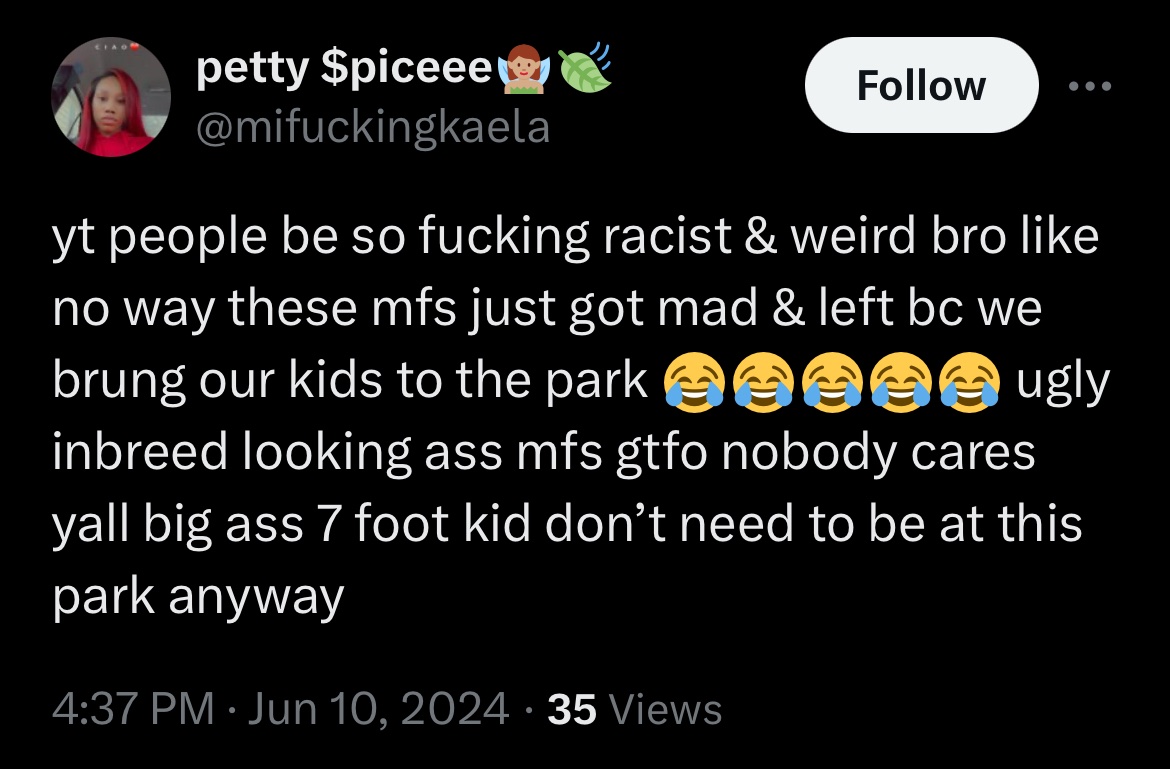 CIAO
petty $piceee🧚🏽‍♀️🍃
Follow
@mifuckingkaela
yt people be so fucking racist & weird bro like
no way these mfs just got mad & left bc we
brung our kids to the park 😂😂😂😂😂 ugly
inbreed looking ass mfs gtfo nobody cares
yall big ass 7 foot kid don’t need to be at this
park anyway
4:37 PM · Jun 10, 2024 · 35 Views